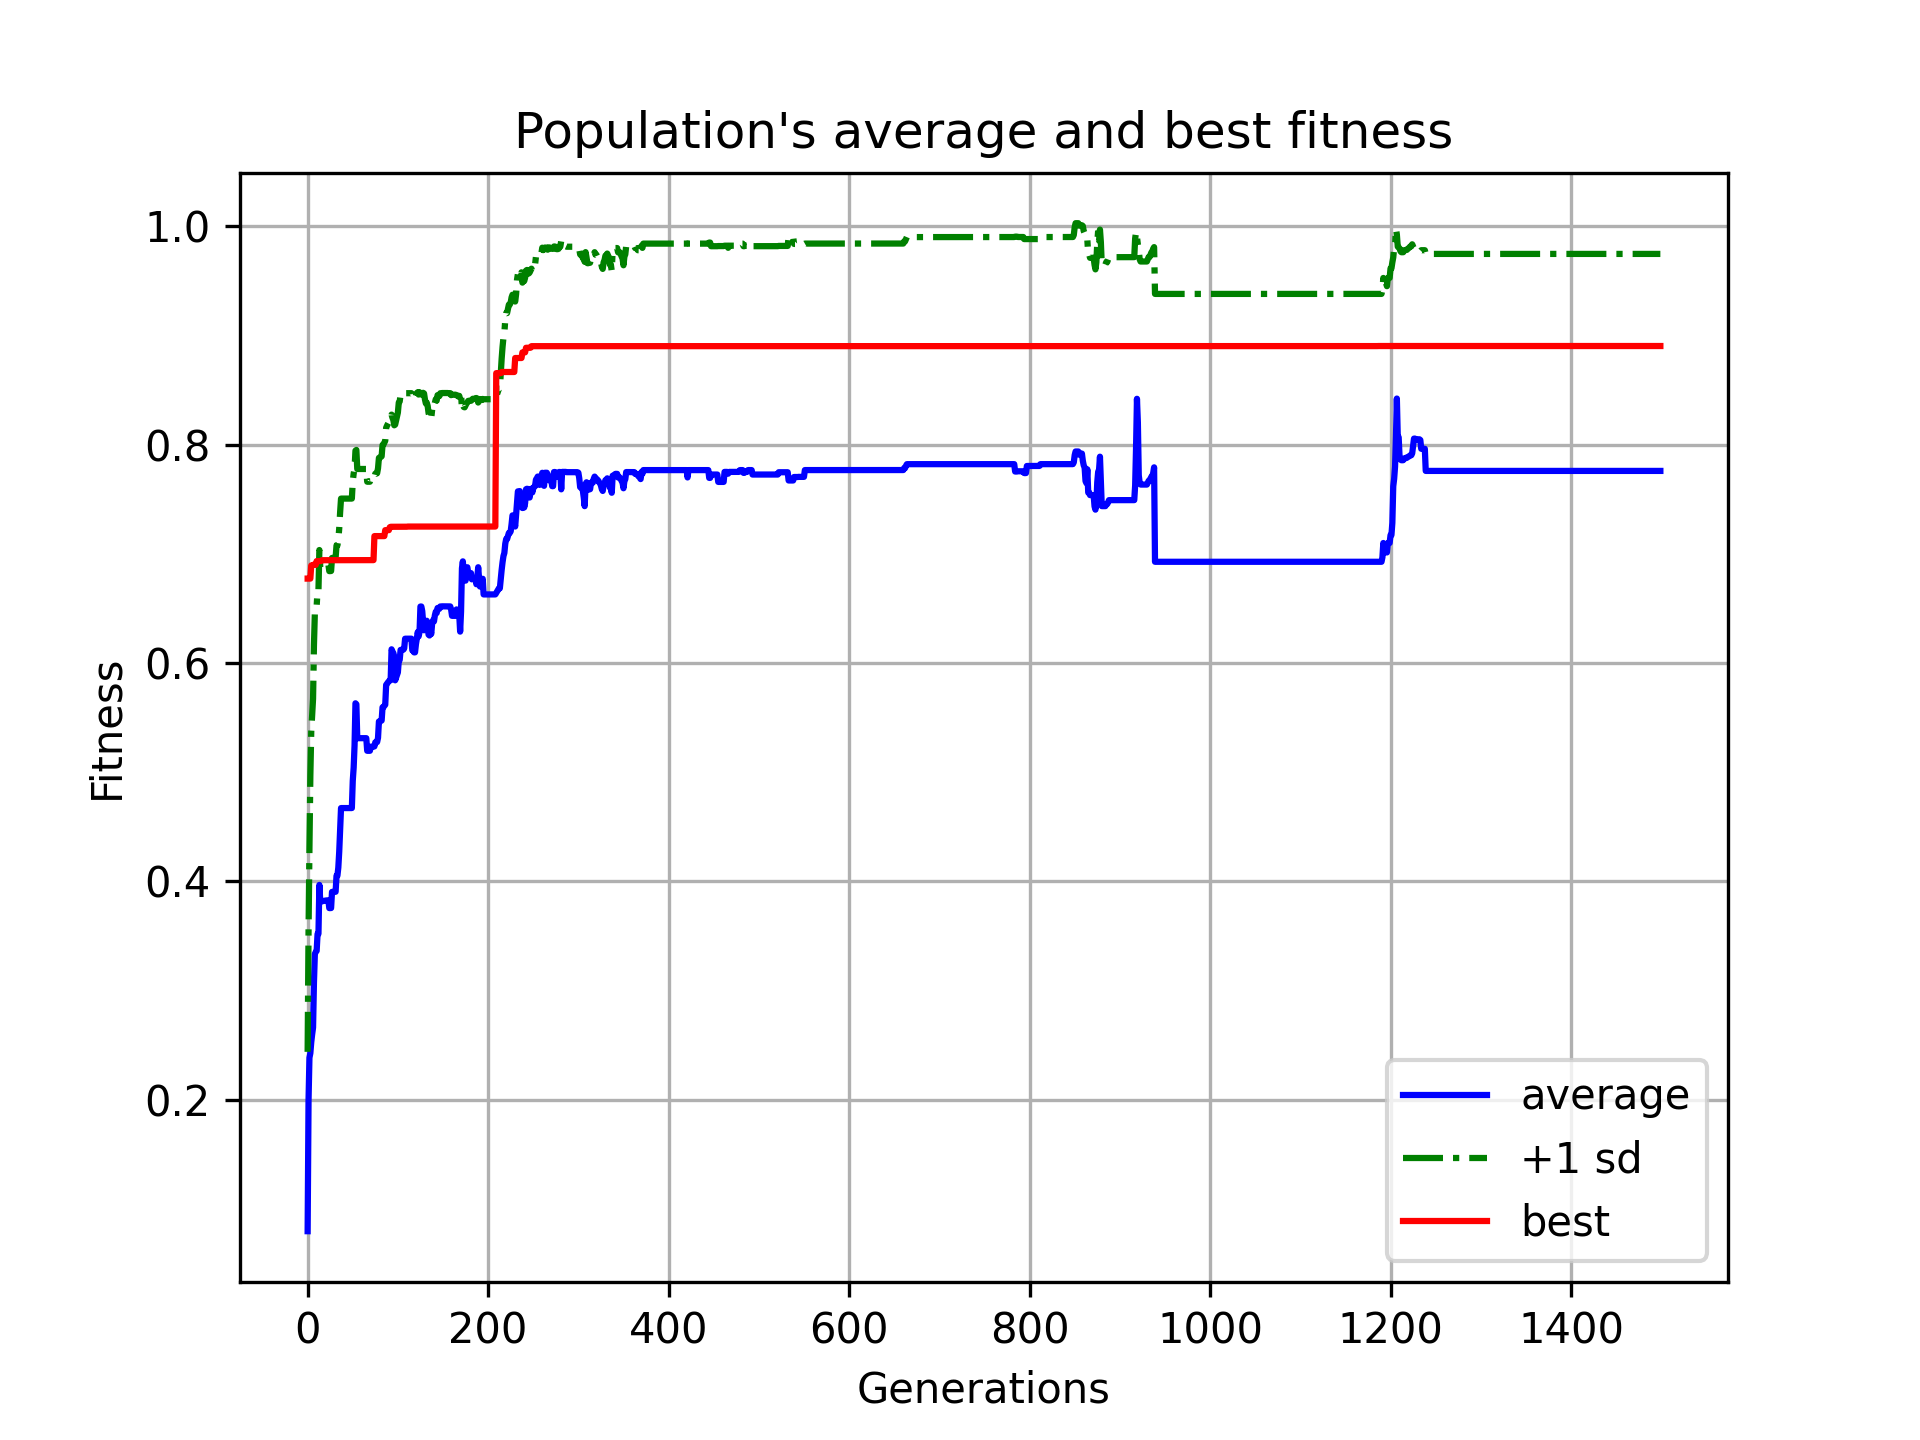 Population's average and best fitness
1.0
0.8
0.6
0.4
0.2
Fitness
average
+1 sd
best
0 200 400 600 800 1000 1200 1400
Generations